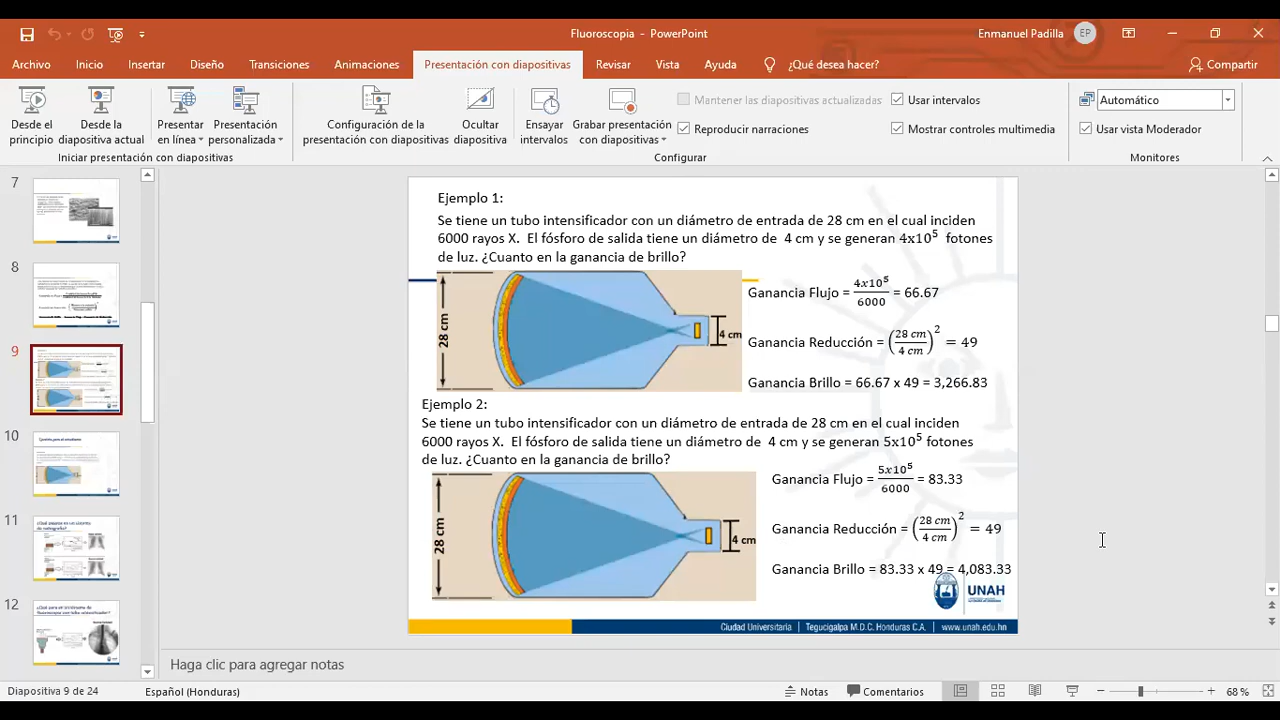 Fluoroscopia - PowerPoint
Enmanuel Padilla
EP
Archivo
Inicio
Insertar
Diseño
Transiciones
Animaciones
Presentación con diapositivas
Revisar
Vista
Ayuda
¿Qué desea hacer?
Compartir
Desde el principio
Desde la diapositiva actual
Presentar en línea
Presentación personalizada
Iniciar presentación con diapositivas
Configuración de la presentación con diapositivas
Ocultar diapositiva
Ensayar intervalos
Grabar presentación con diapositivas
Mantener las diapositivas actualizadas
Reproducir narraciones
Usar intervalos
Mostrar controles multimedia
Configurar
Automático
Usar vista Moderador
Monitores
7
8
9
10
11
12
Ejemplo 1:
Se tiene un tubo intensificador con un diámetro de entrada de 28 cm en el cual inciden
6000 rayos X. El fósforo de salida tiene un diámetro de 4 cm y se generan 4x10⁵ fotones
de luz. ¿Cuanto en la ganancia de brillo?
28 cm
4 cm
Ganancia Flujo = 4x10⁵/6000 = 66.67
Ganancia Reducción = (28 cm/4 cm)² = 49
Ganancia Brillo = 66.67 x 49 = 3,266.83
Ejemplo 2:
Se tiene un tubo intensificador con un diámetro de entrada de 28 cm en el cual inciden
6000 rayos X. El fósforo de salida tiene un diámetro de 4 cm y se generan 5x10⁵ fotones
de luz. ¿Cuanto en la ganancia de brillo?
28 cm
4 cm
Ganancia Flujo = 5x10⁵/6000 = 83.33
Ganancia Reducción = (28 cm/4 cm)² = 49
Ganancia Brillo = 83.33 x 49 = 4,083.33
UNAH
Ciudad Universitaria | Tegucigalpa M.D.C. Honduras C.A. | www.unah.edu.hn
Haga clic para agregar notas
Diapositiva 9 de 24
Español (Honduras)
Notas
Comentarios
68 %